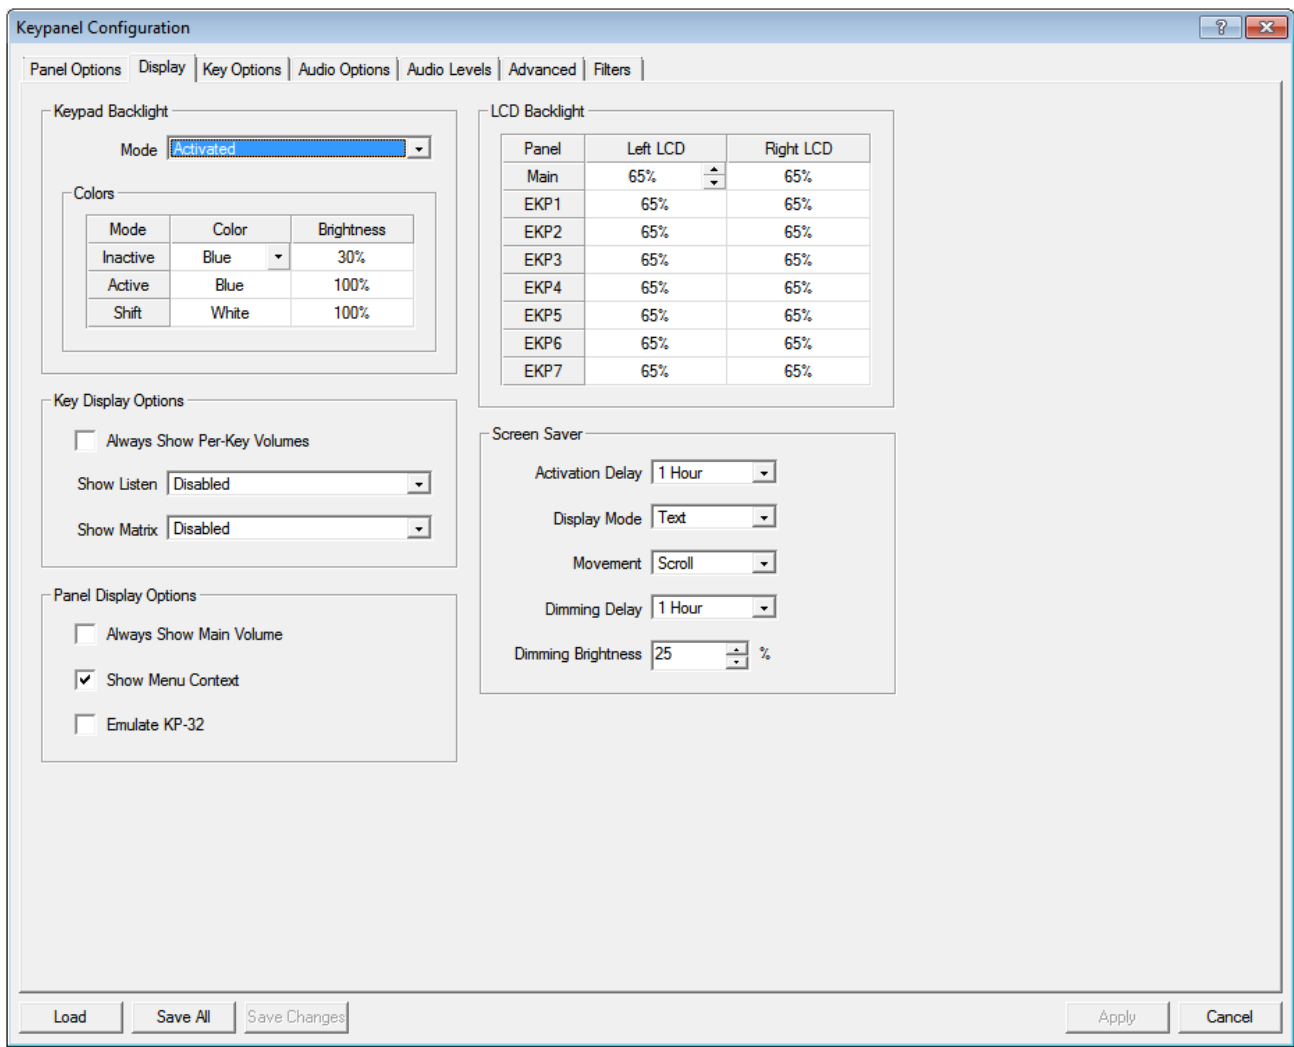 Keypanel Configuration
Panel Options Display Key Options Audio Options Audio Levels Advanced Filters
Keypad Backlight
Mode Activated
Colors
Mode Color Brightness
Inactive Blue 30%
Active Blue 100%
Shift White 100%
Key Display Options
Always Show Per-Key Volumes
Show Listen Disabled
Show Matrix Disabled
Panel Display Options
Always Show Main Volume
Show Menu Context
Emulate KP-32
LCD Backlight
Panel Left LCD Right LCD
Main 65% 65%
EKP1 65% 65%
EKP2 65% 65%
EKP3 65% 65%
EKP4 65% 65%
EKP5 65% 65%
EKP6 65% 65%
EKP7 65% 65%
Screen Saver
Activation Delay 1 Hour
Display Mode Text
Movement Scroll
Dimming Delay 1 Hour
Dimming Brightness 25 %
Load Save All Save Changes Apply Cancel